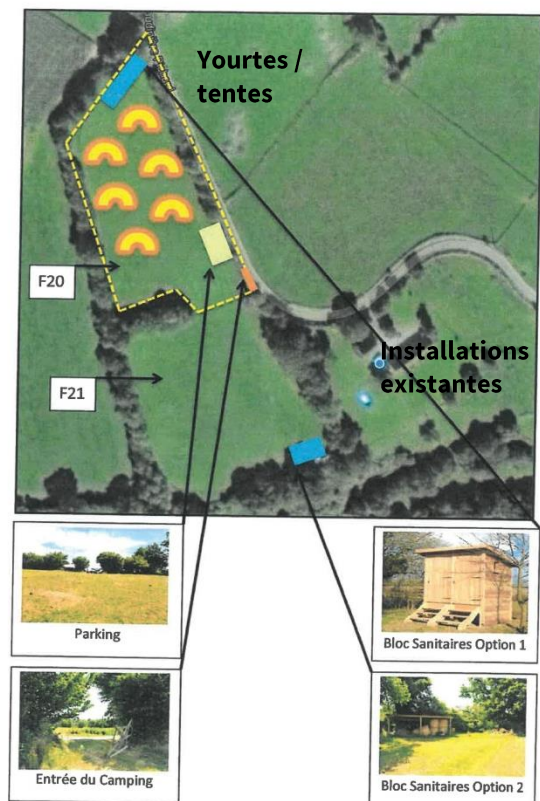 Yourtes /
tentes
F20
F21
Installations
existantes
Parking
Bloc Sanitaires Option 1
Entrée du Camping
Bloc Sanitaires Option 2